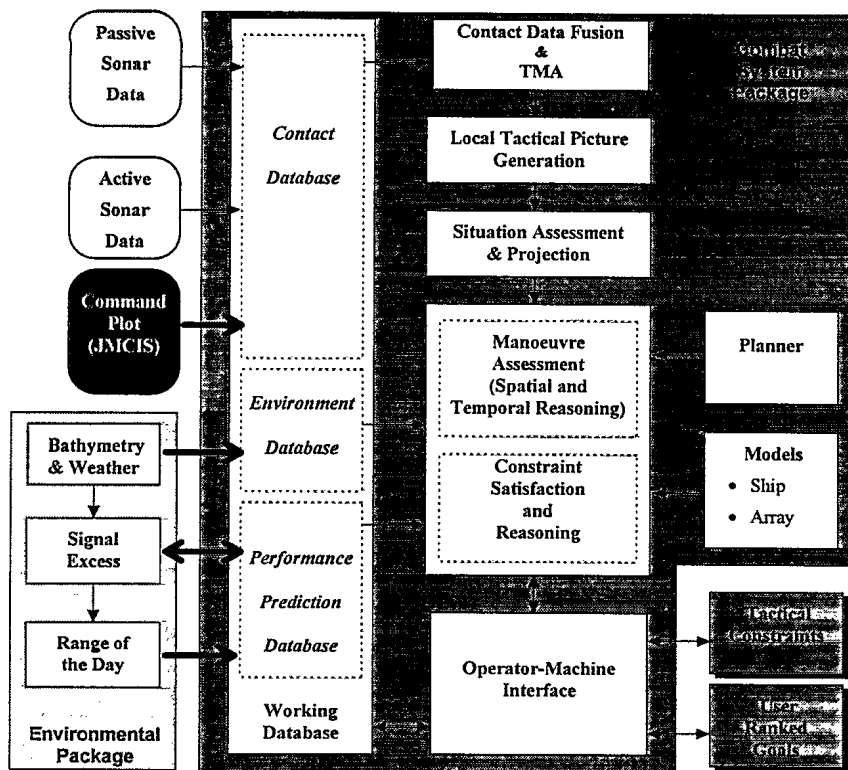 Passive
Sonar
Data
Active
Sonar
Data
Command
Plot
(JMCIS)
Bathymetry
& Weather
Signal
Excess
Range of
the Day
Environmental
Package
Contact
Database
Environment
Database
Performance
Prediction
Database
Working
Database
Contact Data Fusion
&
TMA
Local Tactical Picture
Generation
Situation Assessment
& Projection
Manoeuvre
Assessment
(Spatial and
Temporal Reasoning)
Constraint
Satisfaction
and
Reasoning
Operator-Machine
Interface
Combat
System
Package
Planner
Models
• Ship
• Array
Tactical
Constraints
User
Ranked
Goals